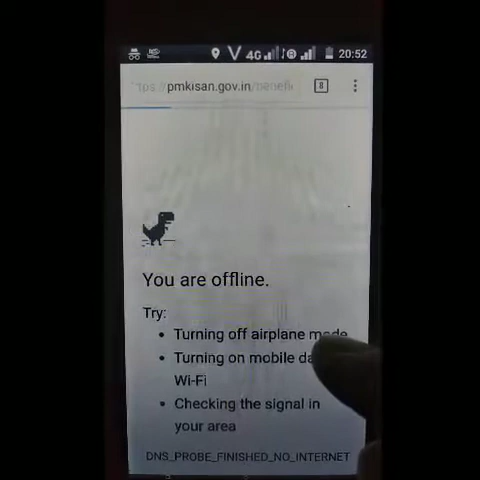 4G R 20:52
pmkisan.gov.in 8
You are offline.
Try:
• Turning off airplane mode
• Turning on mobile
Wi-Fi
• Checking the signal in
your area
DNS_PROBE_FINISHED_NO_INTERNET